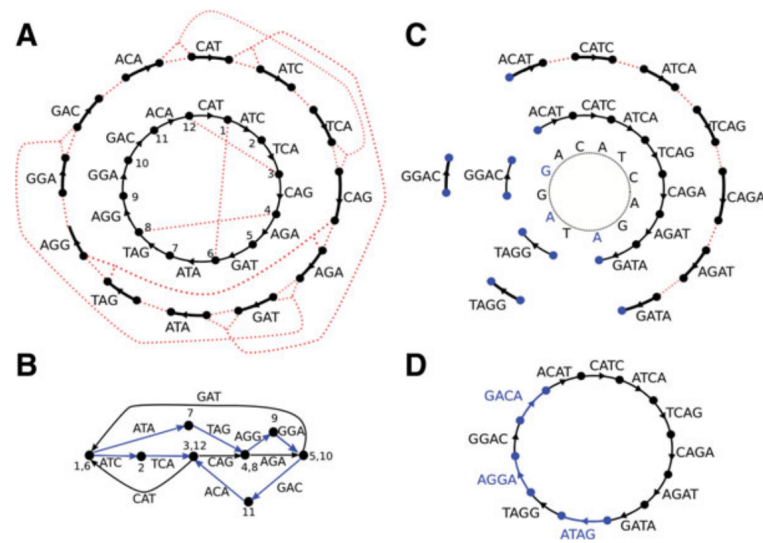 A
CAT
ATC
TCA
CAG
AGA
GAT
ATA
TAG
AGG
GGA
GAC
ACA
CAT
ATC
TCA
CAG
AGA
GAT
ATA
TAG
AGG
GGA
GAC
ACA
12
1
2
3
4
5
6
7
8
9
10
11
B
GAT
7
9
ATA
TAG
AGG
GGA
3,12
1,6
ATC
2
TCA
CAG
4,8
AGA
5,10
CAT
ACA
GAC
11
C
ACAT
CATC
ATCA
TCAG
CAGA
AGAT
GATA
TAGG
GGAC
ACAT
CATC
ATCA
TCAG
CAGA
AGAT
GATA
TAGG
GGAC
A
C
A
T
C
A
G
A
T
A
G
G
D
ACAT
CATC
ATCA
TCAG
CAGA
AGAT
GATA
ATAG
TAGG
AGGA
GGAC
GACA